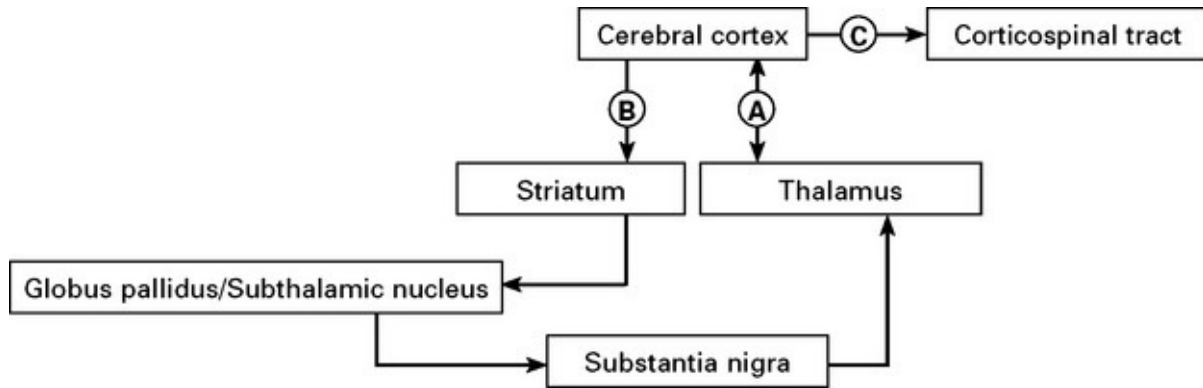 Cerebral cortex
C
Corticospinal tract
B
A
Striatum
Thalamus
Globus pallidus/Subthalamic nucleus
Substantia nigra